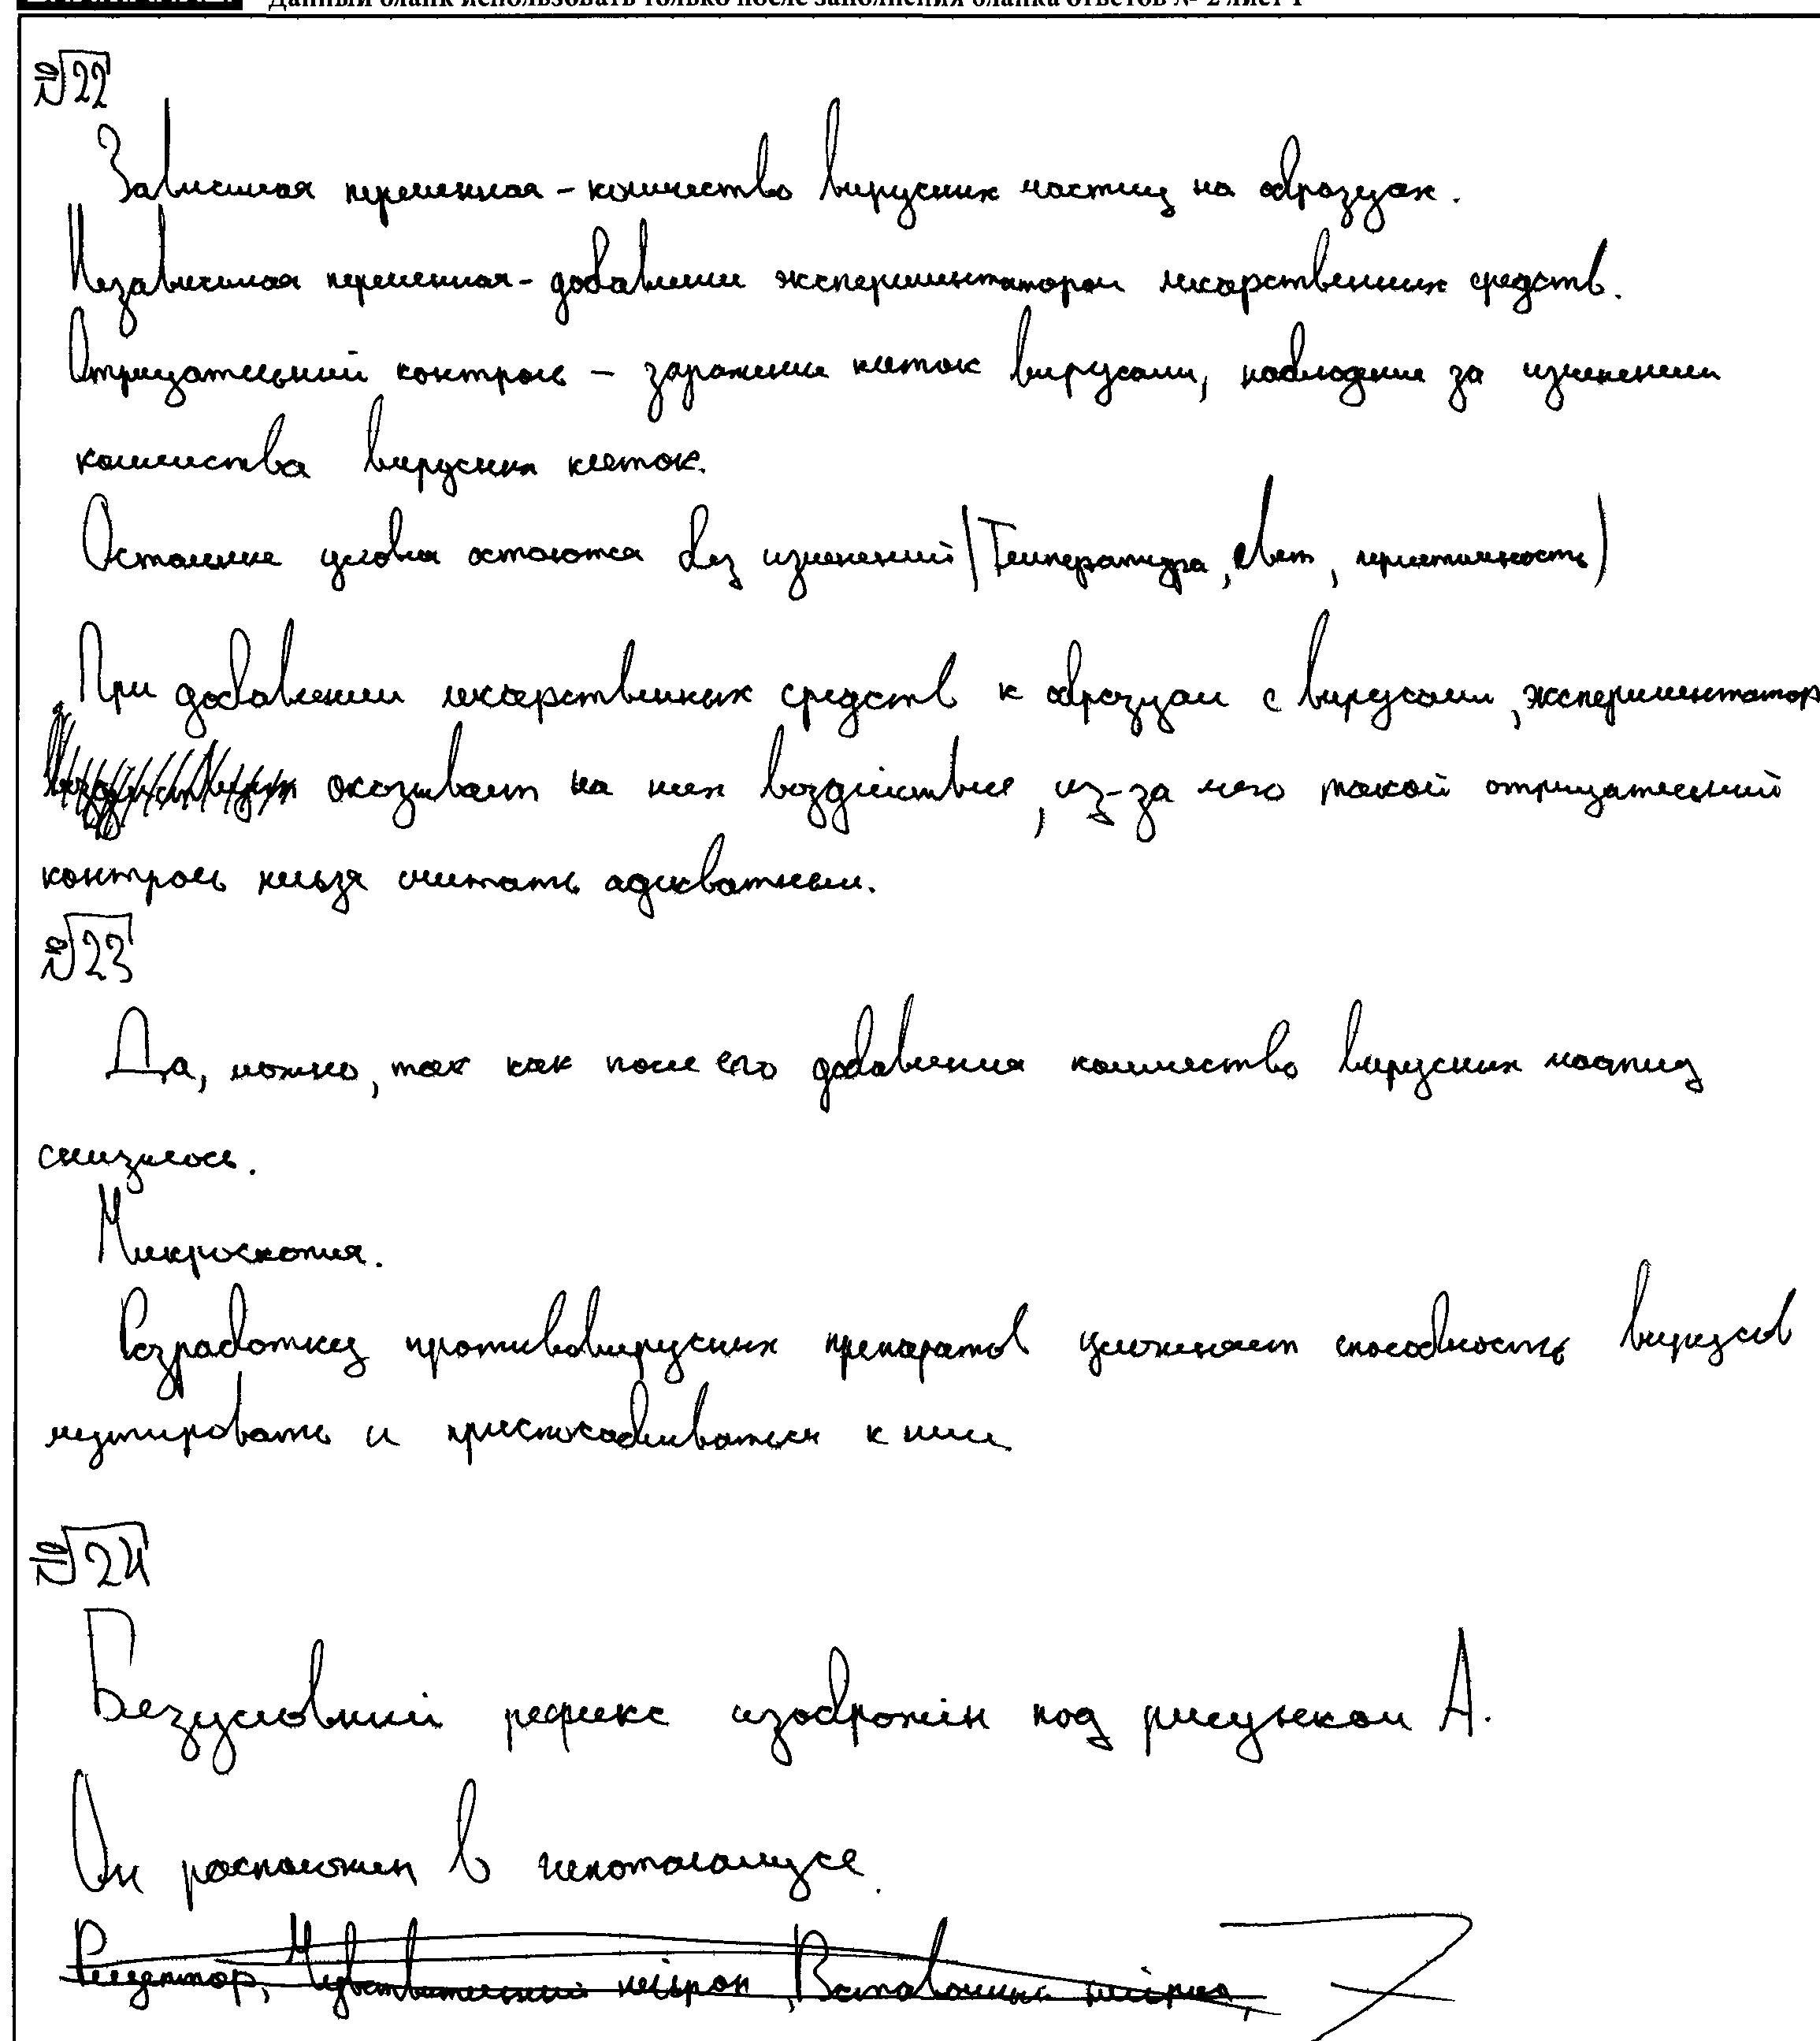 Данный бланк использовать только после заполнения бланка ответов № 2 лист 1
№22
Зависимая переменная - количество вирусных частиц на образцах.
Независимая переменная - добавление экспериментатором лекарственных средств.
Отрицательный контроль - заражение клеток вирусами, наблюдение за изменением
количества вирусных клеток.
Остальные условия остаются без изменений (Температура, свет, герметичность)
При добавлении лекарственных средств к образцам с вирусами, экспериментатор
оказывает на них воздействие, из-за чего такой отрицательный
контроль нельзя считать адекватным.
№23
Да, можно, так как после его добавления количество вирусных частиц
снизилось.
Микроскопия.
Разработку противовирусных препаратов усложняет способность вирусов
мутировать и приспосабливаться к ним.
№24
Безусловный рефлекс изображён под рисунком А.
Он расположен в гипоталамусе.
Рецептор, Чувствительный нейрон, Вставочный нейрон,